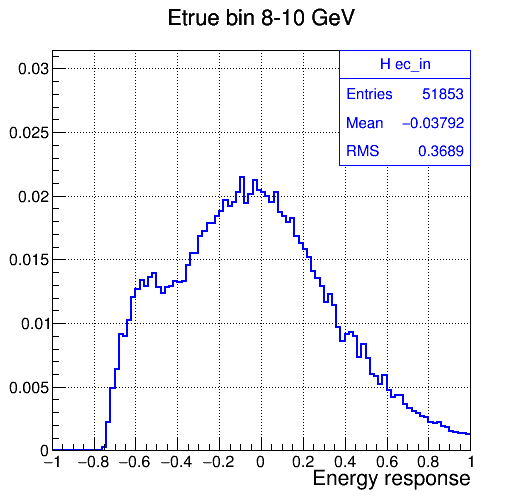 Etrue bin 8-10 GeV
H ec_in
Entries 51853
Mean −0.03792
RMS 0.3689
0.03
0.025
0.02
0.015
0.01
0.005
0
−1 −0.8 −0.6 −0.4 −0.2 0 0.2 0.4 0.6 0.8 1
Energy response